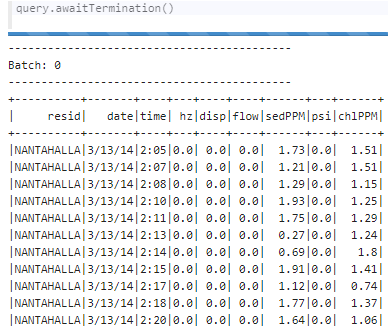 query.awaitTermination()
-------------------------------------------
Batch: 0
-------------------------------------------
+----------+-------+----+---+----+----+------+---+------+
|     resid|   date|time| hz|disp|flow|sedPPM|psi|chlPPM|
+----------+-------+----+---+----+----+------+---+------+
|NANTAHALLA|3/13/14|2:05|0.0| 0.0| 0.0|  1.73|0.0|  1.51|
|NANTAHALLA|3/13/14|2:07|0.0| 0.0| 0.0|  1.21|0.0|  1.51|
|NANTAHALLA|3/13/14|2:08|0.0| 0.0| 0.0|  1.29|0.0|  1.15|
|NANTAHALLA|3/13/14|2:10|0.0| 0.0| 0.0|  1.93|0.0|  1.25|
|NANTAHALLA|3/13/14|2:11|0.0| 0.0| 0.0|  1.75|0.0|  1.29|
|NANTAHALLA|3/13/14|2:13|0.0| 0.0| 0.0|  0.27|0.0|  1.24|
|NANTAHALLA|3/13/14|2:14|0.0| 0.0| 0.0|  0.69|0.0|   1.8|
|NANTAHALLA|3/13/14|2:15|0.0| 0.0| 0.0|  1.91|0.0|  1.41|
|NANTAHALLA|3/13/14|2:17|0.0| 0.0| 0.0|  1.12|0.0|  0.74|
|NANTAHALLA|3/13/14|2:18|0.0| 0.0| 0.0|  1.77|0.0|  1.37|
|NANTAHALLA|3/13/14|2:20|0.0| 0.0| 0.0|  1.64|0.0|  1.06|